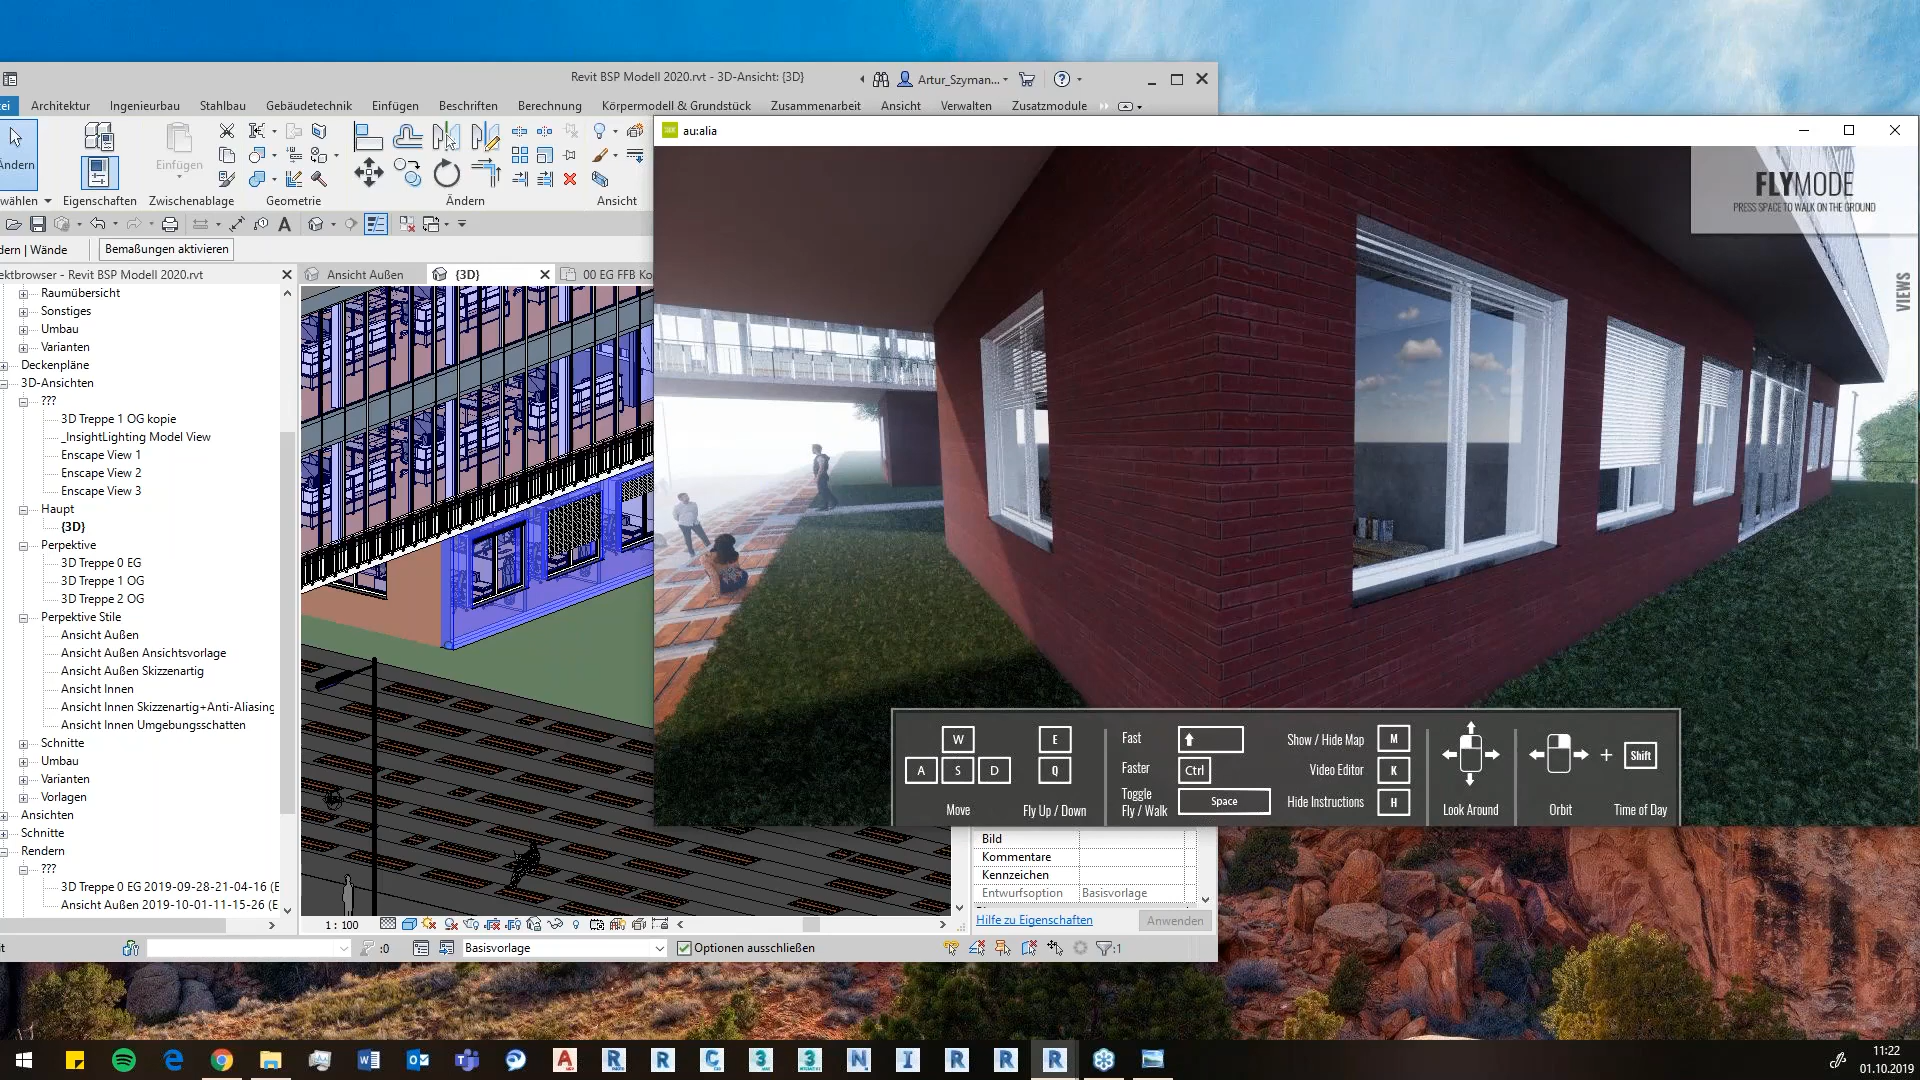 Revit BSP Modell 2020.rvt - 3D-Ansicht: {3D}
Artur_Szyman...
Architektur
Ingenieurbau
Stahlbau
Gebäudetechnik
Einfügen
Beschriften
Berechnung
Körpermodell & Grundstück
Zusammenarbeit
Ansicht
Verwalten
Zusatzmodule
Ändern
Einfügen
wählen
Eigenschaften
Zwischenablage
Geometrie
Ändern
Ansicht
dern | Wände
Bemaßungen aktivieren
ektbrowser - Revit BSP Modell 2020.rvt
Ansicht Außen
{3D}
00 EG FFB Ko
Raumübersicht
Sonstiges
Umbau
Varianten
Deckenpläne
3D-Ansichten
???
3D Treppe 1 OG kopie
_InsightLighting Model View
Enscape View 1
Enscape View 2
Enscape View 3
Haupt
{3D}
Perpektive
3D Treppe 0 EG
3D Treppe 1 OG
3D Treppe 2 OG
Perpektive Stile
Ansicht Außen
Ansicht Außen Ansichtsvorlage
Ansicht Außen Skizzenartig
Ansicht Innen
Ansicht Innen Skizzenartig+Anti-Aliasing
Ansicht Innen Umgebungsschatten
Schnitte
Umbau
Varianten
Vorlagen
Ansichten
Schnitte
Rendern
???
3D Treppe 0 EG 2019-09-28-21-04-16 (E
Ansicht Außen 2019-10-01-11-15-26 (E
1 : 100
:0
Basisvorlage
Optionen ausschließen
:1
Bild
Kommentare
Kennzeichen
Entwurfsoption
Basisvorlage
Hilfe zu Eigenschaften
Anwenden
au:alia
FLYMODE
PRESS SPACE TO WALK ON THE GROUND
VIEWS
W
A
S
D
Move
E
Q
Fly Up / Down
Fast
Faster
Ctrl
Toggle
Fly / Walk
Space
Show / Hide Map
M
Video Editor
K
Hide Instructions
H
Look Around
Orbit
+
Shift
Time of Day
11:22
01.10.2019